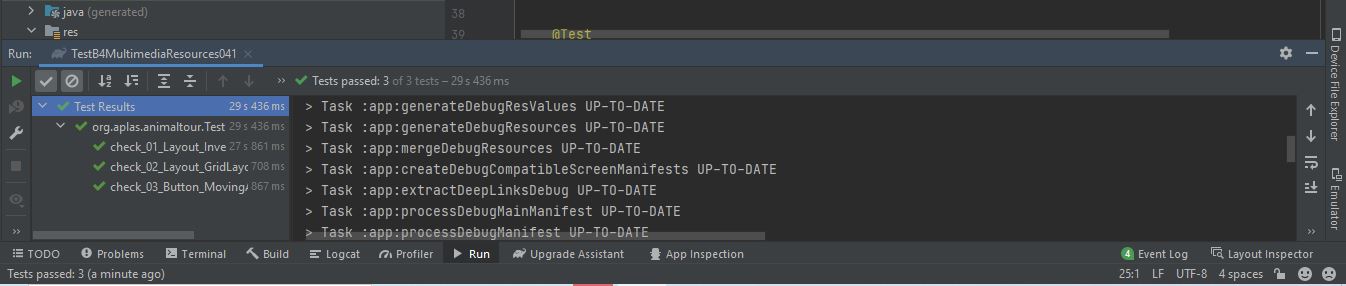 java (generated)
res
38
39 @Test
Run: TestB4MultimediaResources041
Tests passed: 3 of 3 tests – 29 s 436 ms
Test Results 29 s 436 ms
org.aplas.animaltour.Test 29 s 436 ms
check_01_Layout_Inve 27 s 861 ms
check_02_Layout_GridLayo 708 ms
check_03_Button_MovingA 867 ms
> Task :app:generateDebugResValues UP-TO-DATE
> Task :app:generateDebugResources UP-TO-DATE
> Task :app:mergeDebugResources UP-TO-DATE
> Task :app:createDebugCompatibleScreenManifests UP-TO-DATE
> Task :app:extractDeepLinksDebug UP-TO-DATE
> Task :app:processDebugMainManifest UP-TO-DATE
> Task :app:processDebugManifest UP-TO-DATE
Device File Explorer
Emulator
TODO Problems Terminal Build Logcat Profiler Run Upgrade Assistant App Inspection 4 Event Log Layout Inspector
Tests passed: 3 (a minute ago) 25:1 LF UTF-8 4 spaces